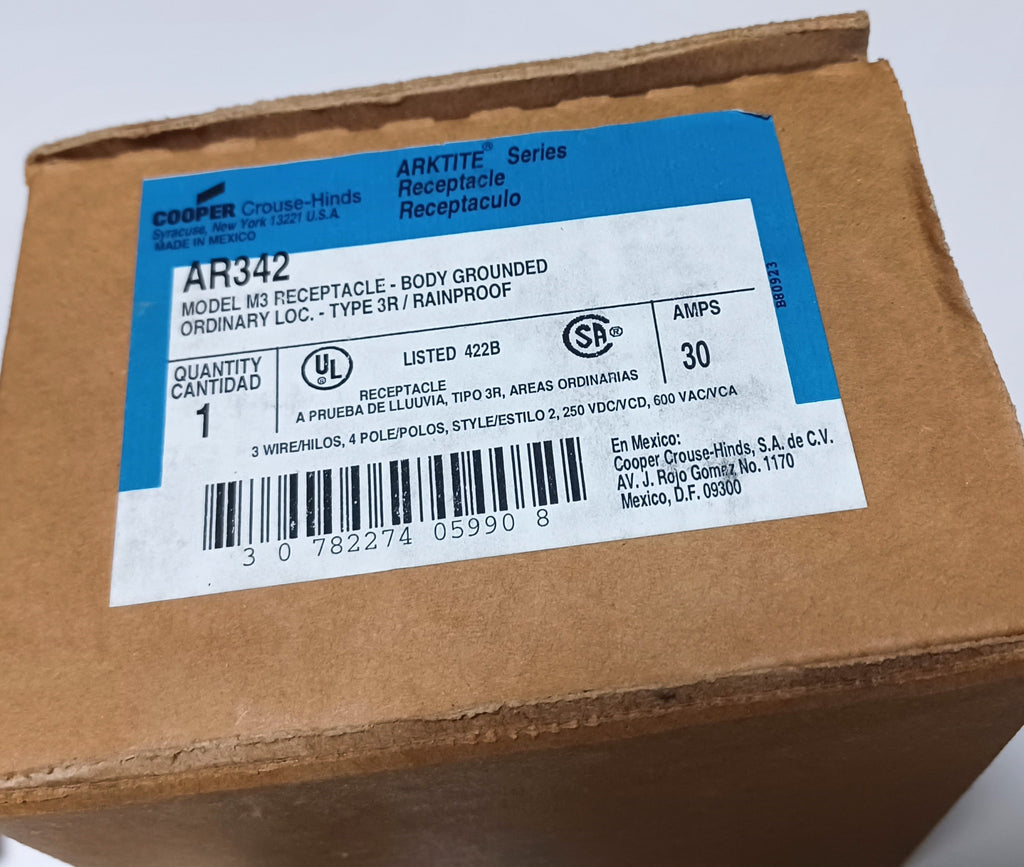 COOPER Crouse-Hinds
Syracuse, New York 13221 U.S.A.
MADE IN MEXICO
ARKTITE® Series
Receptacle
Receptaculo
AR342
MODEL M3 RECEPTACLE - BODY GROUNDED
ORDINARY LOC. - TYPE 3R / RAINPROOF
QUANTITY
CANTIDAD
1
UL®
LISTED 422B
SA®
AMPS
30
RECEPTACLE
A PRUEBA DE LLUUVIA, TIPO 3R, AREAS ORDINARIAS
3 WIRE/HILOS, 4 POLE/POLOS, STYLE/ESTILO 2, 250 VDC/VCD, 600 VAC/VCA
3 0 782274 05990 8
En Mexico:
Cooper Crouse-Hinds, S.A. de C.V.
AV. J. Rojo Gomez No. 1170
Mexico, D.F. 09300
B80923